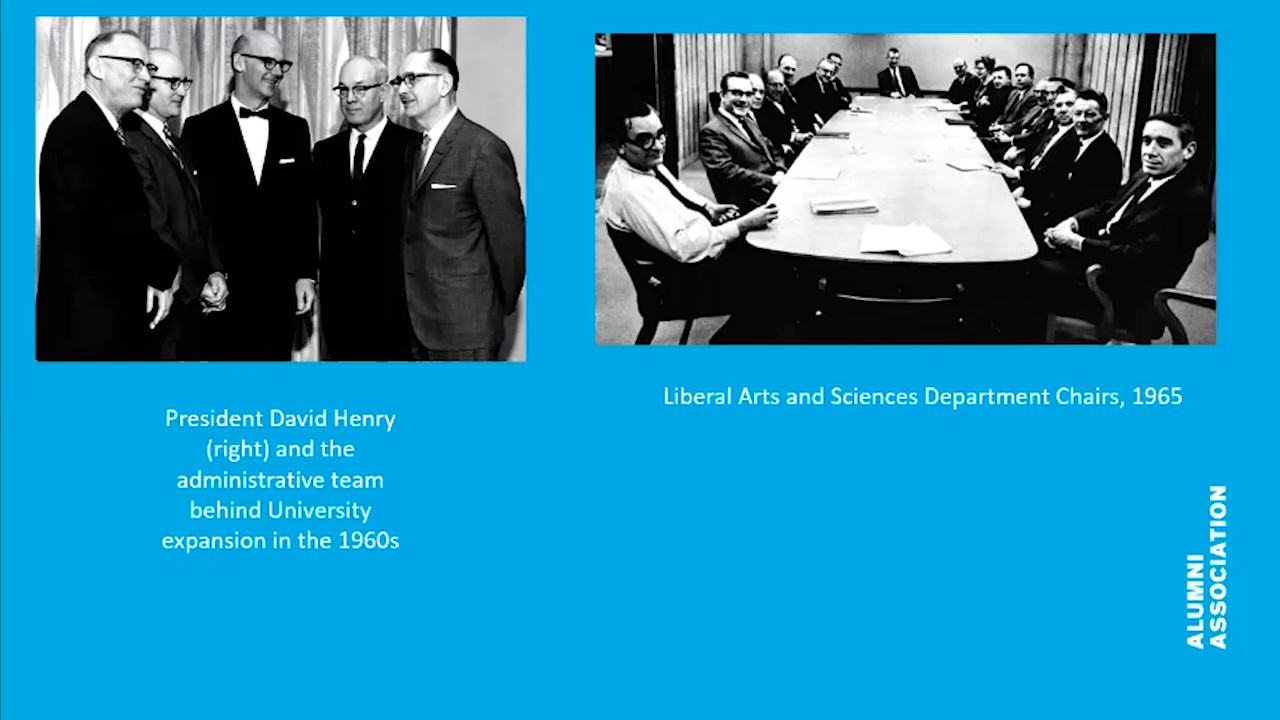 President David Henry
(right) and the
administrative team
behind University
expansion in the 1960s
Liberal Arts and Sciences Department Chairs, 1965
ALUMNI
ASSOCIATION